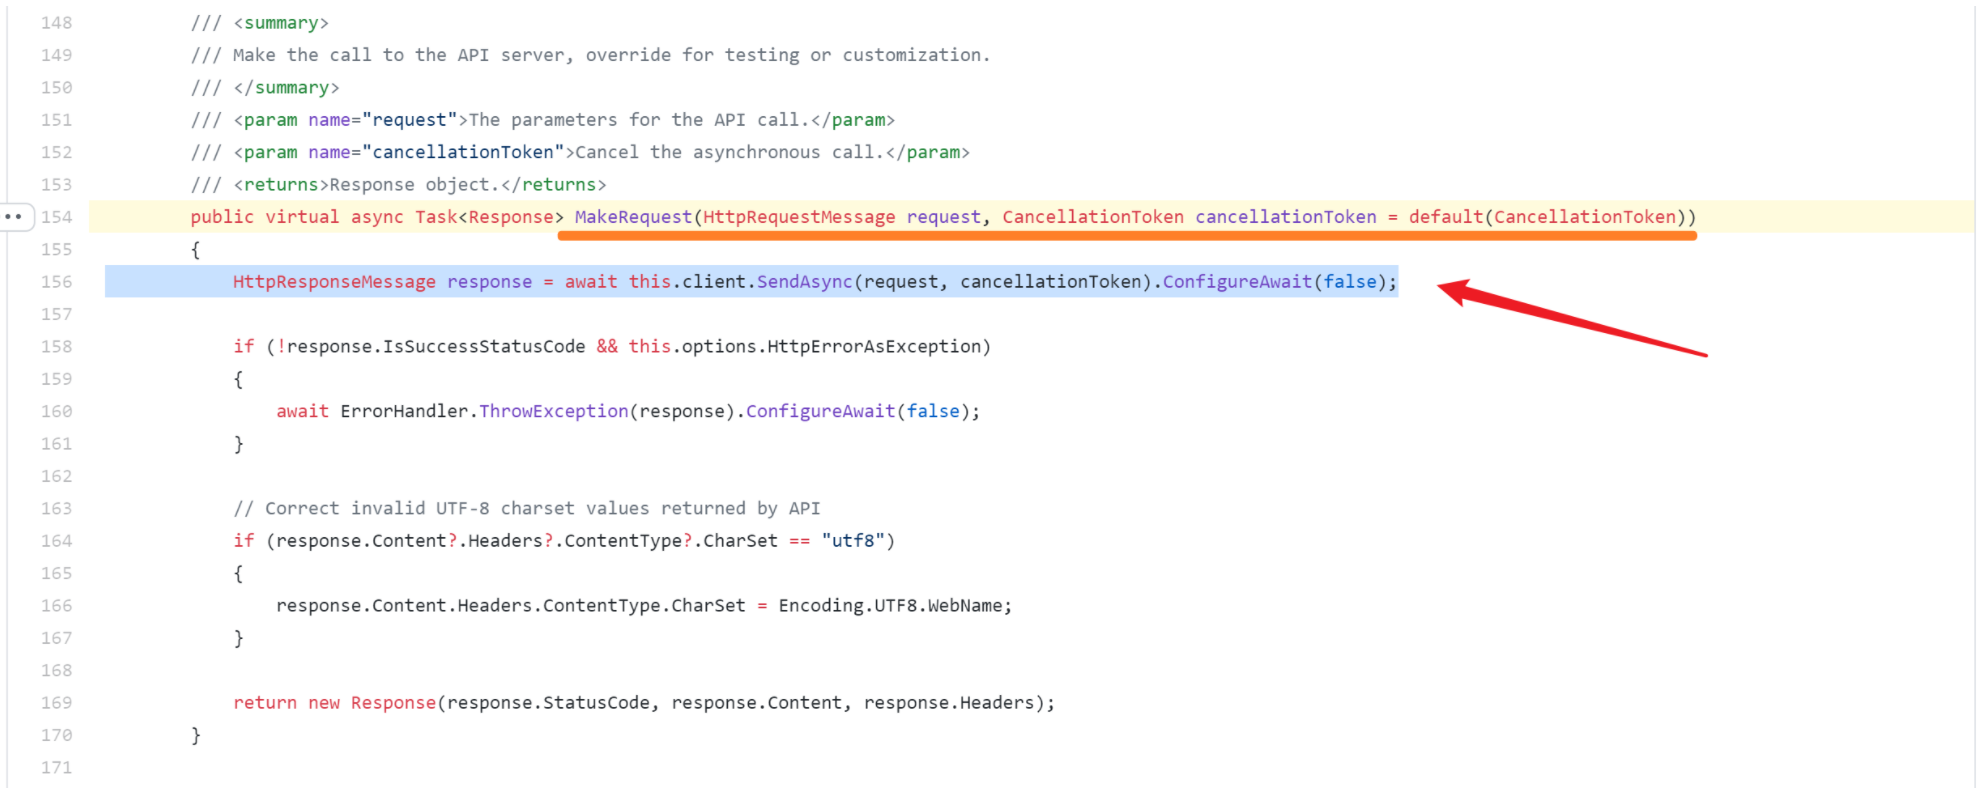 148 /// <summary>
149 /// Make the call to the API server, override for testing or customization.
150 /// </summary>
151 /// <param name="request">The parameters for the API call.</param>
152 /// <param name="cancellationToken">Cancel the asynchronous call.</param>
153 /// <returns>Response object.</returns>
154 public virtual async Task<Response> MakeRequest(HttpRequestMessage request, CancellationToken cancellationToken = default(CancellationToken))
155 {
156 HttpResponseMessage response = await this.client.SendAsync(request, cancellationToken).ConfigureAwait(false);
157
158 if (!response.IsSuccessStatusCode && this.options.HttpErrorAsException)
159 {
160 await ErrorHandler.ThrowException(response).ConfigureAwait(false);
161 }
162
163 // Correct invalid UTF-8 charset values returned by API
164 if (response.Content?.Headers?.ContentType?.CharSet == "utf8")
165 {
166 response.Content.Headers.ContentType.CharSet = Encoding.UTF8.WebName;
167 }
168
169 return new Response(response.StatusCode, response.Content, response.Headers);
170 }
171